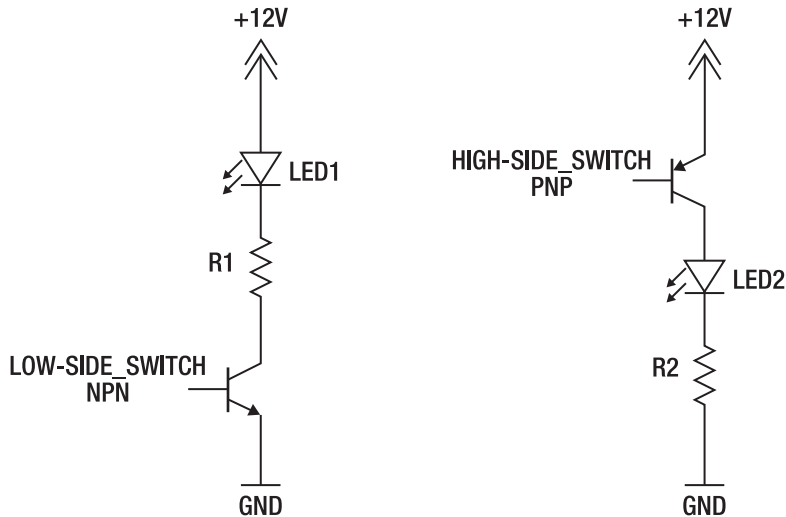 +12V
LED1
R1
LOW-SIDE_SWITCH
NPN
GND
+12V
HIGH-SIDE_SWITCH
PNP
LED2
R2
GND